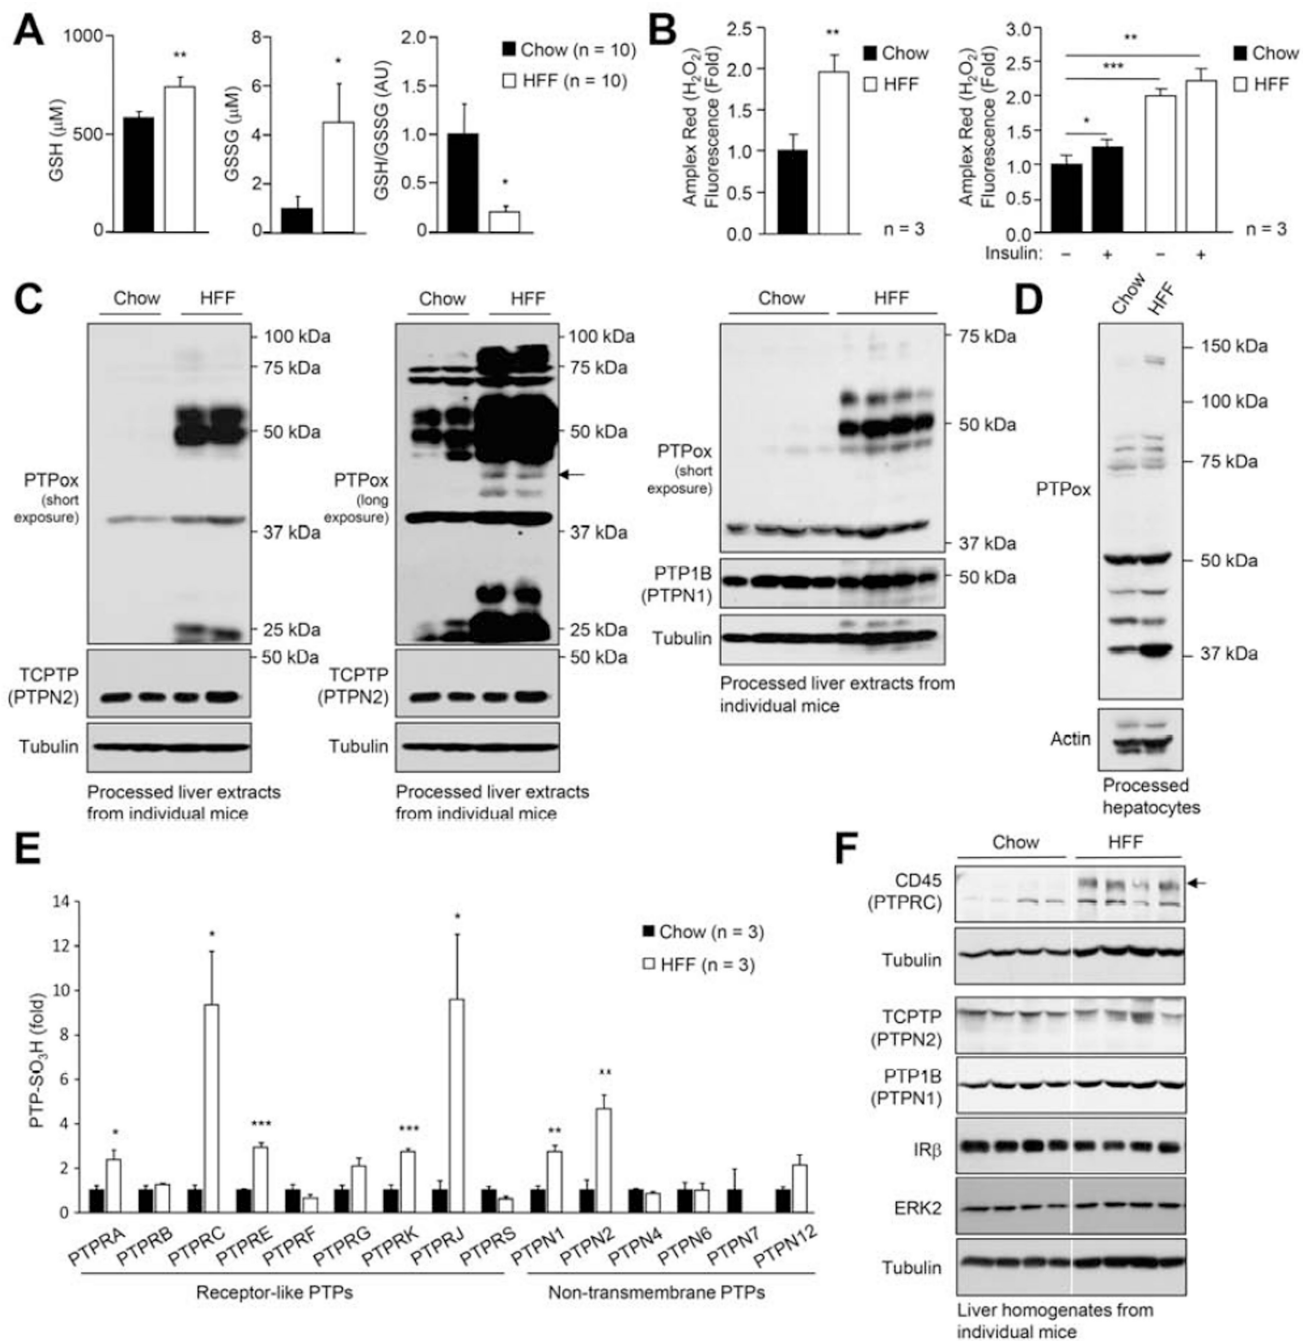 A
GSH (μM)
1000
500
0
**
GSSG (μM)
8
6
4
2
0
*
GSH/GSSG (AU)
2.0
1.5
1.0
0.5
0
*
Chow (n = 10)
HFF (n = 10)
B
Amplex Red (H2O2)
Fluorescence (Fold)
2.5
2.0
1.5
1.0
0.5
0.0
**
Chow
HFF
n = 3
Amplex Red (H2O2)
Fluorescence (Fold)
3.0
2.5
2.0
1.5
1.0
0.5
0.0
**
***
*
Chow
HFF
n = 3
Insulin: – + – +
C
Chow HFF
100 kDa
75 kDa
50 kDa
37 kDa
25 kDa
50 kDa
PTPox
(short
exposure)
TCPTP
(PTPN2)
Tubulin
Processed liver extracts
from individual mice
Chow HFF
100 kDa
75 kDa
50 kDa
37 kDa
25 kDa
50 kDa
PTPox
(long
exposure)
TCPTP
(PTPN2)
Tubulin
Processed liver extracts
from individual mice
Chow HFF
75 kDa
50 kDa
37 kDa
50 kDa
PTPox
(short
exposure)
PTP1B
(PTPN1)
Tubulin
Processed liver extracts from
individual mice
D
Chow HFF
150 kDa
100 kDa
75 kDa
50 kDa
37 kDa
PTPox
Actin
Processed
hepatocytes
E
PTP-SO3H (fold)
14
12
10
8
6
4
2
0
*
*
***
***
*
**
**
Chow (n = 3)
HFF (n = 3)
PTPRA PTPRB PTPRC PTPRE PTPRF PTPRG PTPRK PTPRJ PTPRS PTPN1 PTPN2 PTPN4 PTPN6 PTPN7 PTPN12
Receptor-like PTPs Non-transmembrane PTPs
F
Chow HFF
CD45
(PTPRC)
Tubulin
TCPTP
(PTPN2)
PTP1B
(PTPN1)
IRβ
ERK2
Tubulin
Liver homogenates from
individual mice